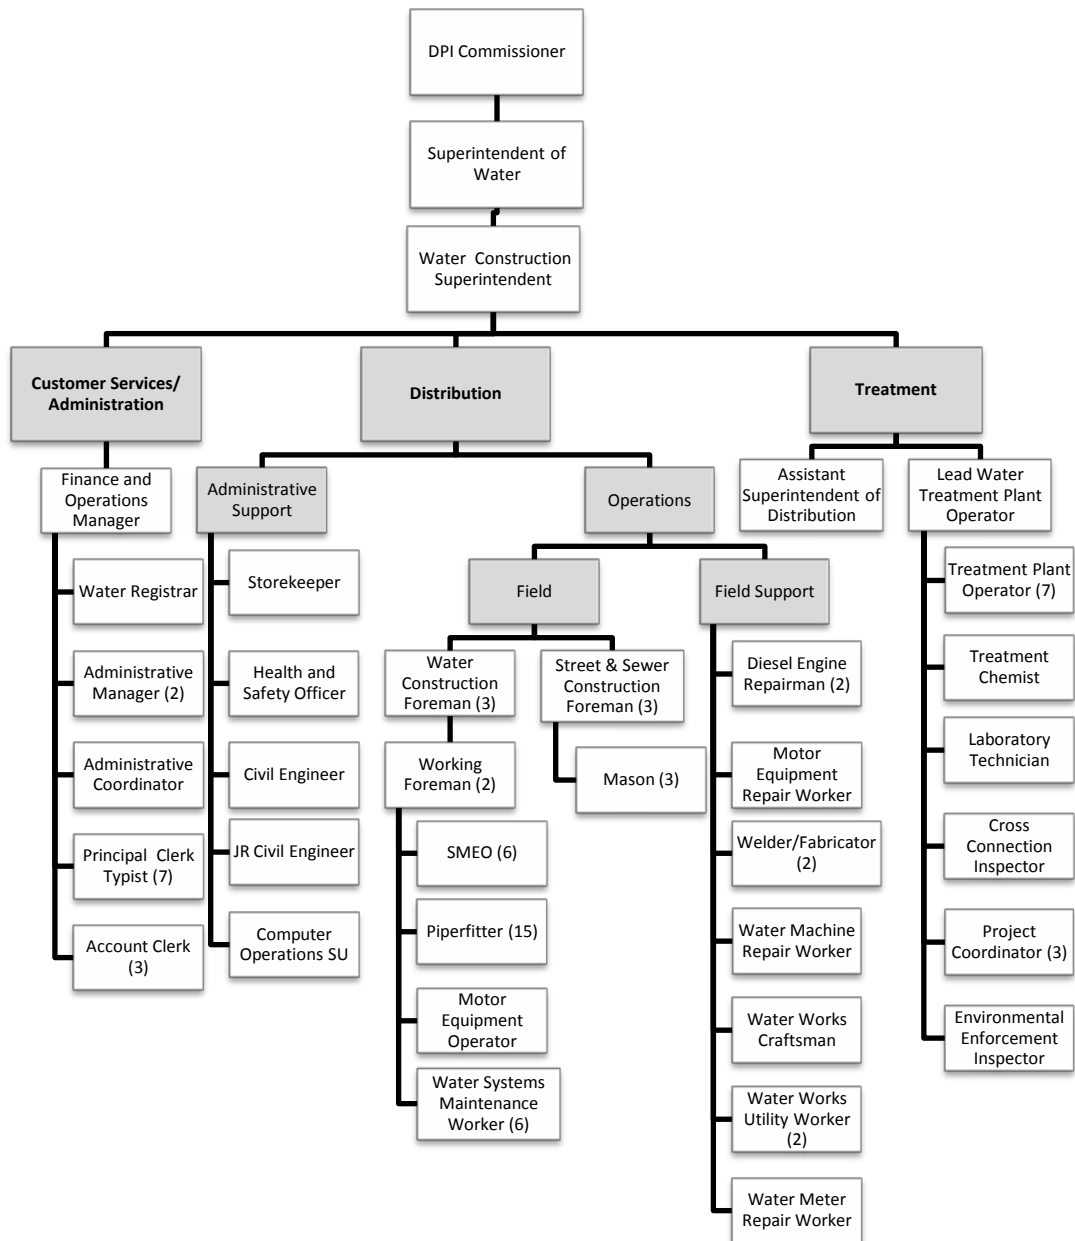 DPI Commissioner
Superintendent of
Water
Water Construction
Superintendent
Customer Services/
Administration
Finance and
Operations
Manager
Water Registrar
Administrative
Manager (2)
Administrative
Coordinator
Principal Clerk
Typist (7)
Account Clerk
(3)
Distribution
Administrative
Support
Storekeeper
Health and
Safety Officer
Civil Engineer
JR Civil Engineer
Computer
Operations SU
Operations
Field
Water
Construction
Foreman (3)
Working
Foreman (2)
SMEO (6)
Piperfitter (15)
Motor
Equipment
Operator
Water Systems
Maintenance
Worker (6)
Street & Sewer
Construction
Foreman (3)
Mason (3)
Field Support
Diesel Engine
Repairman (2)
Motor
Equipment
Repair Worker
Welder/Fabricator
(2)
Water Machine
Repair Worker
Water Works
Craftsman
Water Works
Utility Worker
(2)
Water Meter
Repair Worker
Treatment
Assistant
Superintendent of
Distribution
Lead Water
Treatment Plant
Operator
Treatment Plant
Operator (7)
Treatment
Chemist
Laboratory
Technician
Cross
Connection
Inspector
Project
Coordinator (3)
Environmental
Enforcement
Inspector